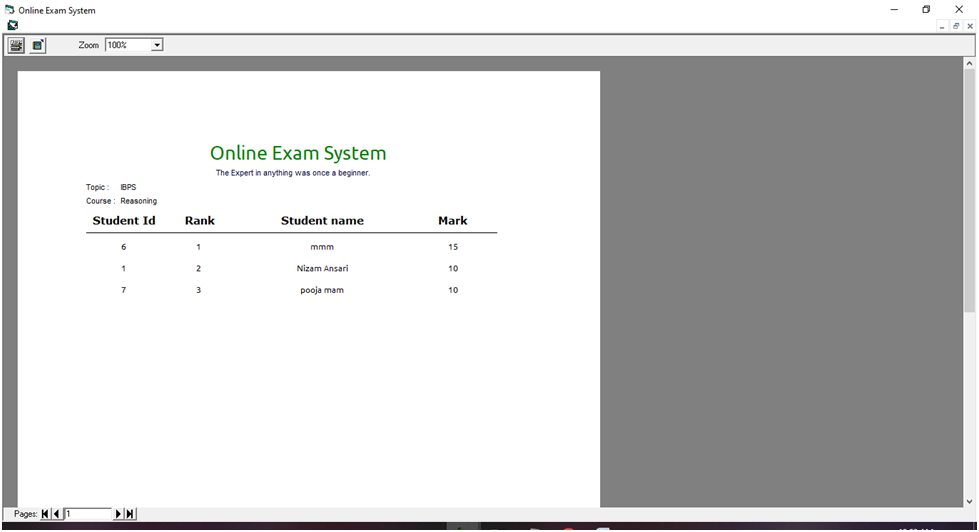 Online Exam System
Zoom 100%
Online Exam System
The Expert in anything was once a beginner.
Topic : IBPS
Course : Reasoning
Student Id Rank Student name Mark
6 1 mmm 15
1 2 Nizam Ansari 10
7 3 pooja mam 10
Pages: 1